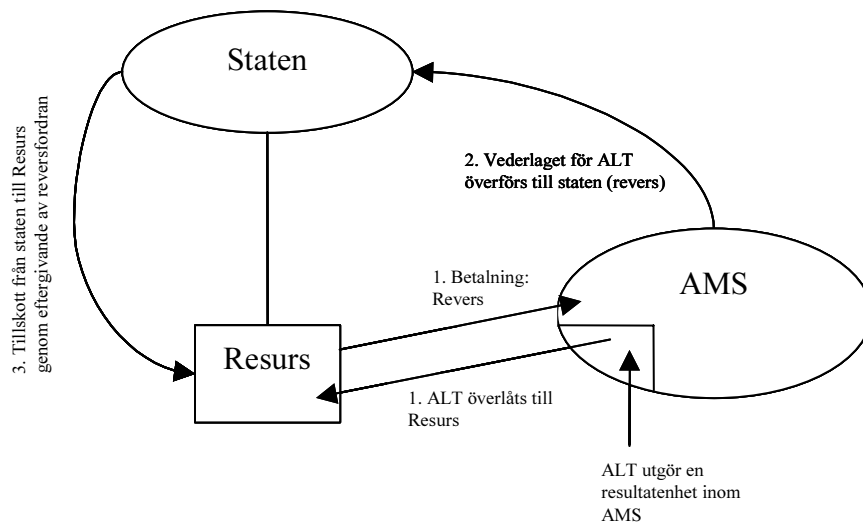 Staten
3. Tillskott från staten till Resurs
genom eftergivande av reversfordran
2. Vederlaget för ALT
överförs till staten (revers)
1. Betalning:
Revers
AMS
Resurs
1. ALT överlåts till
Resurs
ALT utgör en
resultatenhet inom
AMS